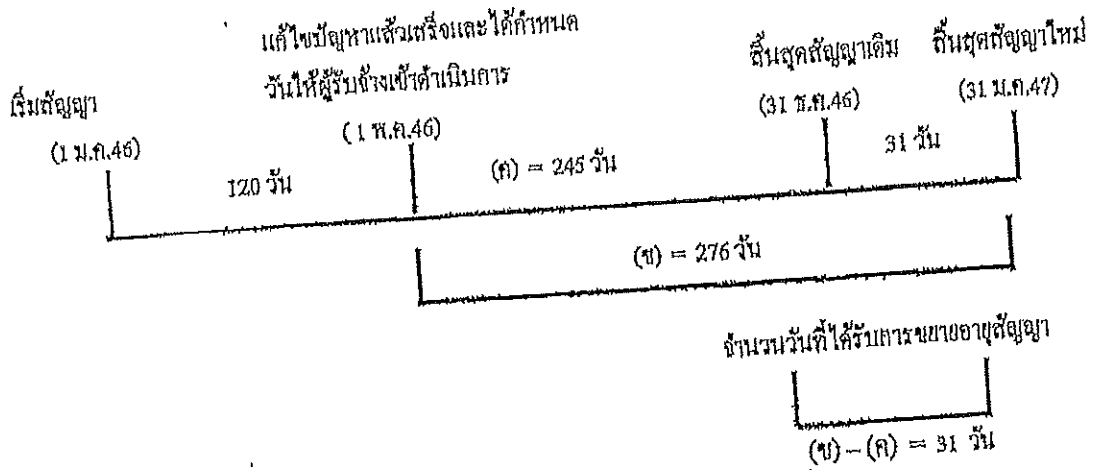 แก้ไขปัญหาแล้วเสร็จและได้กำหนด
วันให้ผู้รับจ้างเข้าดำเนินการ
(1 พ.ค.46)
เริ่มสัญญา
(1 ม.ค.46)
สิ้นสุดสัญญาเดิม
(31 ธ.ค.46)
สิ้นสุดสัญญาใหม่
(31 ม.ค.47)
120 วัน
(ค) = 245 วัน
31 วัน
(ข) = 276 วัน
จำนวนวันที่ได้รับการขยายอายุสัญญา
(ข) – (ค) = 31 วัน